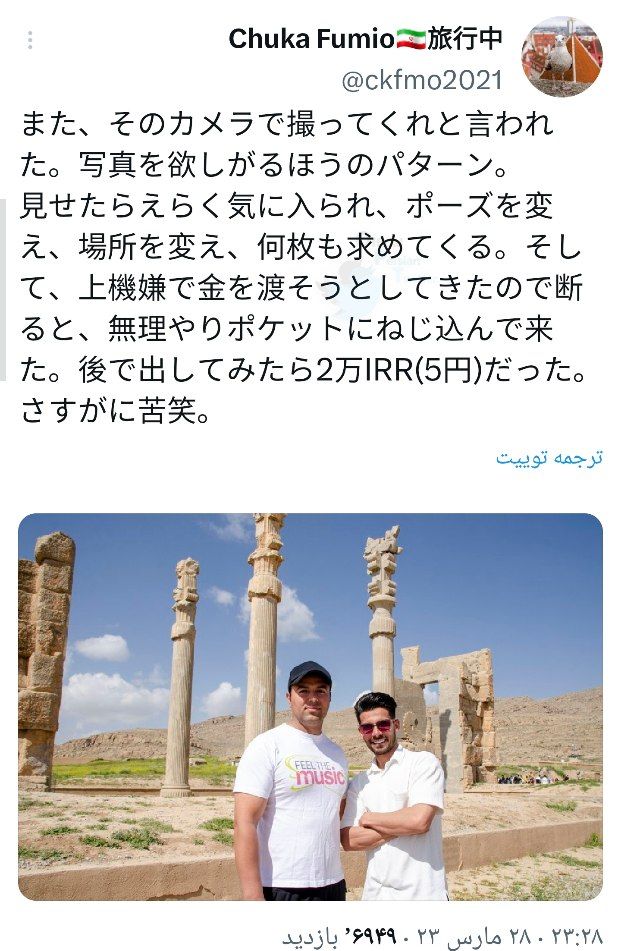 Chuka Fumio🇮🇷旅行中
@ckfmo2021
また、そのカメラで撮ってくれと言われ
た。写真を欲しがるほうのパターン。
見せたらえらく気に入られ、ポーズを変
え、場所を変え、何枚も求めてくる。そし
て、上機嫌で金を渡そうとしてきたので断
ると、無理やりポケットにねじ込んで来
た。後で出してみたら2万IRR(5円)だった。
さすがに苦笑。
ترجمه توییت
FEEL THE
music
۲۳:۲۸ · ۲۸ مارس ۲۳ · ۶۹۴۹٬ بازدید